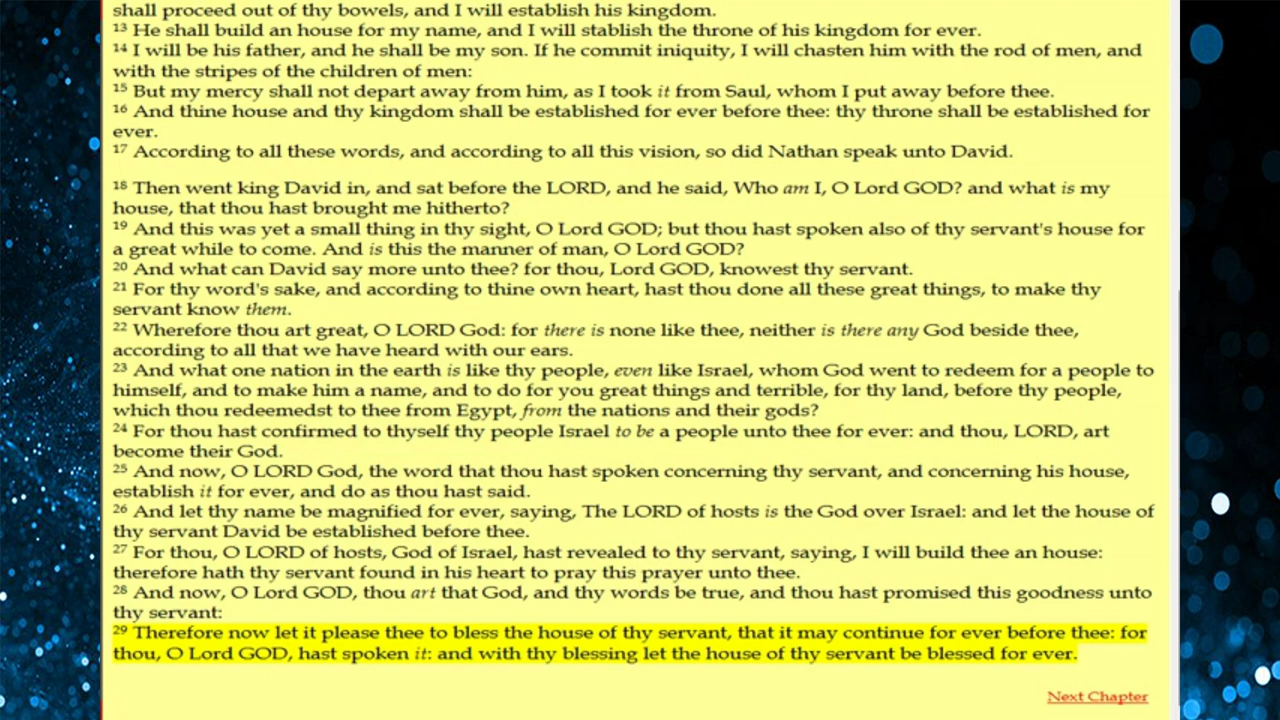 shall proceed out of thy bowels, and I will establish his kingdom.
13 He shall build an house for my name, and I will stablish the throne of his kingdom for ever.
14 I will be his father, and he shall be my son. If he commit iniquity, I will chasten him with the rod of men, and
with the stripes of the children of men:
15 But my mercy shall not depart away from him, as I took it from Saul, whom I put away before thee.
16 And thine house and thy kingdom shall be established for ever before thee: thy throne shall be established for
ever.
17 According to all these words, and according to all this vision, so did Nathan speak unto David.
18 Then went king David in, and sat before the LORD, and he said, Who am I, O Lord GOD? and what is my
house, that thou hast brought me hitherto?
19 And this was yet a small thing in thy sight, O Lord GOD; but thou hast spoken also of thy servant's house for
a great while to come. And is this the manner of man, O Lord GOD?
20 And what can David say more unto thee? for thou, Lord GOD, knowest thy servant.
21 For thy word's sake, and according to thine own heart, hast thou done all these great things, to make thy
servant know them.
22 Wherefore thou art great, O LORD God: for there is none like thee, neither is there any God beside thee,
according to all that we have heard with our ears.
23 And what one nation in the earth is like thy people, even like Israel, whom God went to redeem for a people to
himself, and to make him a name, and to do for you great things and terrible, for thy land, before thy people,
which thou redeemedst to thee from Egypt, from the nations and their gods?
24 For thou hast confirmed to thyself thy people Israel to be a people unto thee for ever: and thou, LORD, art
become their God.
25 And now, O LORD God, the word that thou hast spoken concerning thy servant, and concerning his house,
establish it for ever, and do as thou hast said.
26 And let thy name be magnified for ever, saying, The LORD of hosts is the God over Israel: and let the house of
thy servant David be established before thee.
27 For thou, O LORD of hosts, God of Israel, hast revealed to thy servant, saying, I will build thee an house:
therefore hath thy servant found in his heart to pray this prayer unto thee.
28 And now, O Lord GOD, thou art that God, and thy words be true, and thou hast promised this goodness unto
thy servant:
29 Therefore now let it please thee to bless the house of thy servant, that it may continue for ever before thee: for
thou, O Lord GOD, hast spoken it: and with thy blessing let the house of thy servant be blessed for ever.
Next Chapter